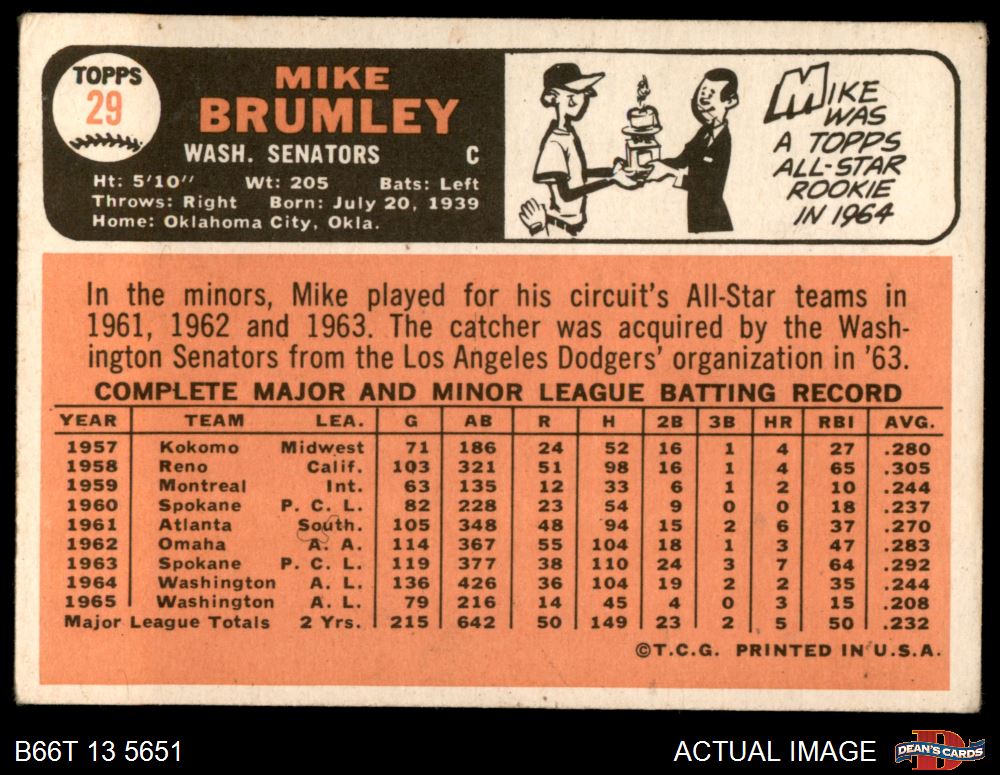 TOPPS
29
MIKE
BRUMLEY
WASH. SENATORS C
Ht: 5'10" Wt: 205 Bats: Left
Throws: Right Born: July 20, 1939
Home: Oklahoma City, Okla.
MIKE
WAS
A TOPPS
ALL-STAR
ROOKIE
IN 1964
In the minors, Mike played for his circuit's All-Star teams in
1961, 1962 and 1963. The catcher was acquired by the Wash-
ington Senators from the Los Angeles Dodgers' organization in '63.
COMPLETE MAJOR AND MINOR LEAGUE BATTING RECORD
YEAR TEAM LEA. G AB R H 2B 3B HR RBI AVG.
1957 Kokomo Midwest 71 186 24 52 16 1 4 27 .280
1958 Reno Calif. 103 321 51 98 16 1 4 65 .305
1959 Montreal Int. 63 135 12 33 6 1 2 10 .244
1960 Spokane P. C. L. 82 228 23 54 9 0 0 18 .237
1961 Atlanta South. 105 348 48 94 15 2 6 37 .270
1962 Omaha A. A. 114 367 55 104 18 1 3 47 .283
1963 Spokane P. C. L. 119 377 38 110 24 3 7 64 .292
1964 Washington A. L. 136 426 36 104 19 2 2 35 .244
1965 Washington A. L. 79 216 14 45 4 0 3 15 .208
Major League Totals 2 Yrs. 215 642 50 149 23 2 5 50 .232
©T.C.G. PRINTED IN U.S.A.
B66T 13 5651 ACTUAL IMAGE DEAN'S CARDS